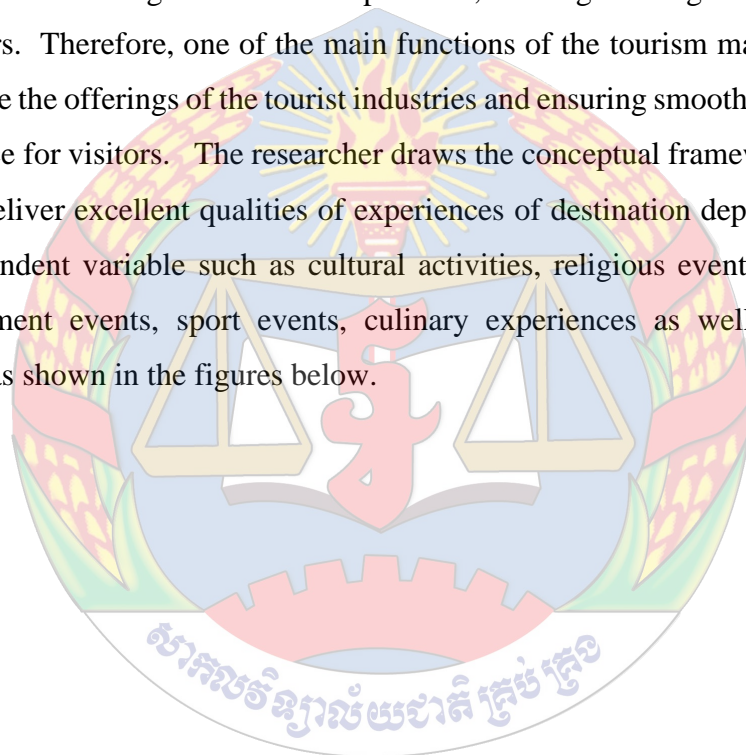 rs. Therefore, one of the main functions of the tourism ma
e the offerings of the tourist industries and ensuring smooth
e for visitors. The researcher draws the conceptual framew
eliver excellent qualities of experiences of destination dep
ndent variable such as cultural activities, religious event
ment events, sport events, culinary experiences as well
as shown in the figures below.
សាកលវិទ្យាល័យជាតិគ្រប់គ្រង